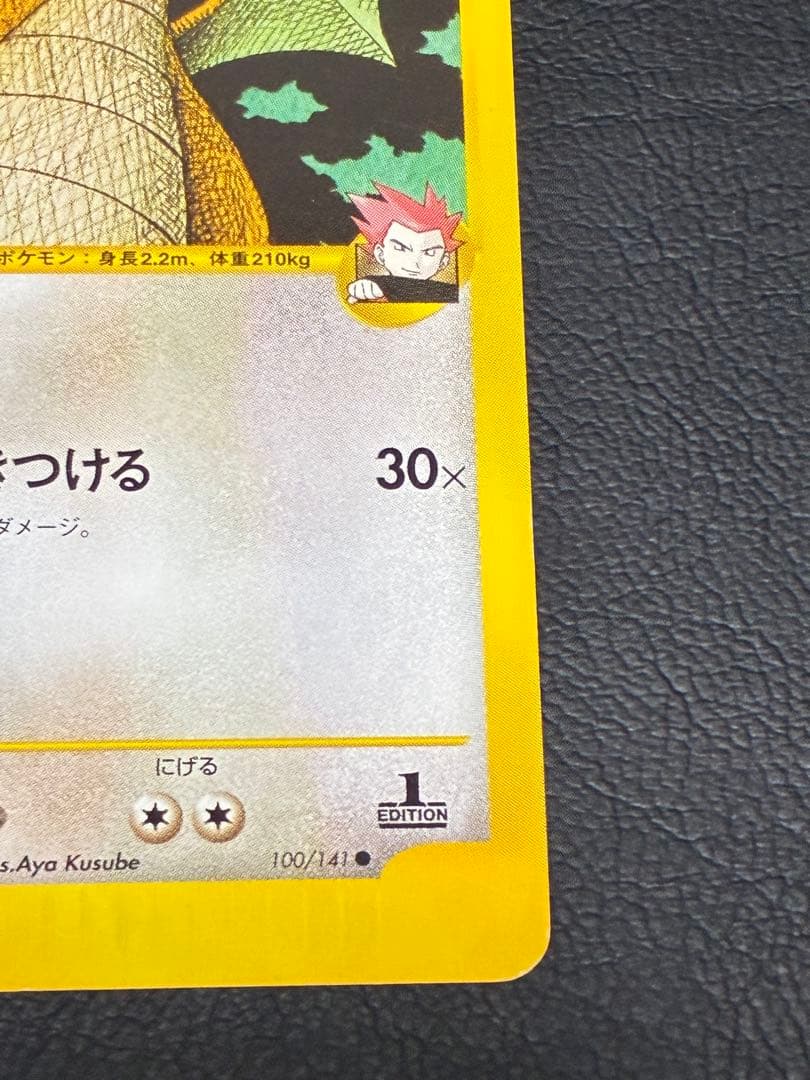 ポケモン：身長2.2m、体重210kg
きつける 30×
ダメージ。
にげる
1
EDITION
s.Aya Kusube 100/141●